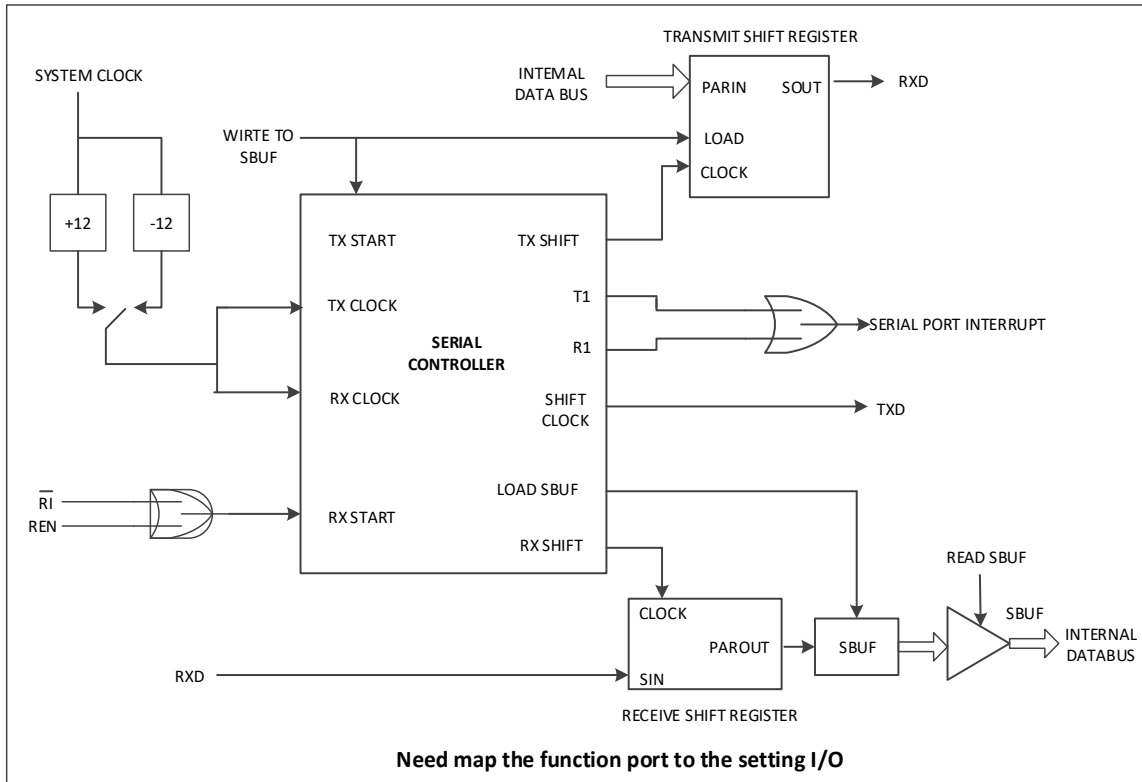 TRANSMIT SHIFT REGISTER
SYSTEM CLOCK
INTEMAL
DATA BUS
PARIN
SOUT
RXD
WIRTE TO
SBUF
LOAD
CLOCK
+12
-12
TX START
TX SHIFT
TX CLOCK
T1
SERIAL PORT INTERRUPT
SERIAL
CONTROLLER
R1
RX CLOCK
SHIFT
CLOCK
TXD
LOAD SBUF
R̅I̅
REN
RX START
RX SHIFT
READ SBUF
CLOCK
SBUF
PAROUT
SBUF
INTERNAL
DATABUS
RXD
SIN
RECEIVE SHIFT REGISTER
Need map the function port to the setting I/O